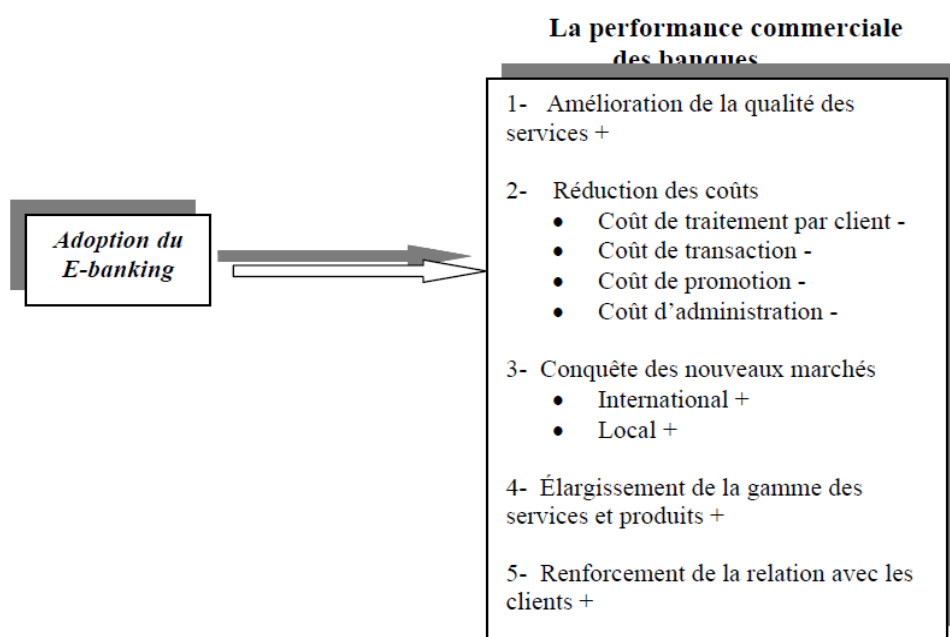 La performance commerciale
des banques
1- Amélioration de la qualité des
services +
Adoption du
E-banking
2- Réduction des coûts
• Coût de traitement par client -
• Coût de transaction -
• Coût de promotion -
• Coût d’administration -
3- Conquête des nouveaux marchés
• International +
• Local +
4- Élargissement de la gamme des
services et produits +
5- Renforcement de la relation avec les
clients +